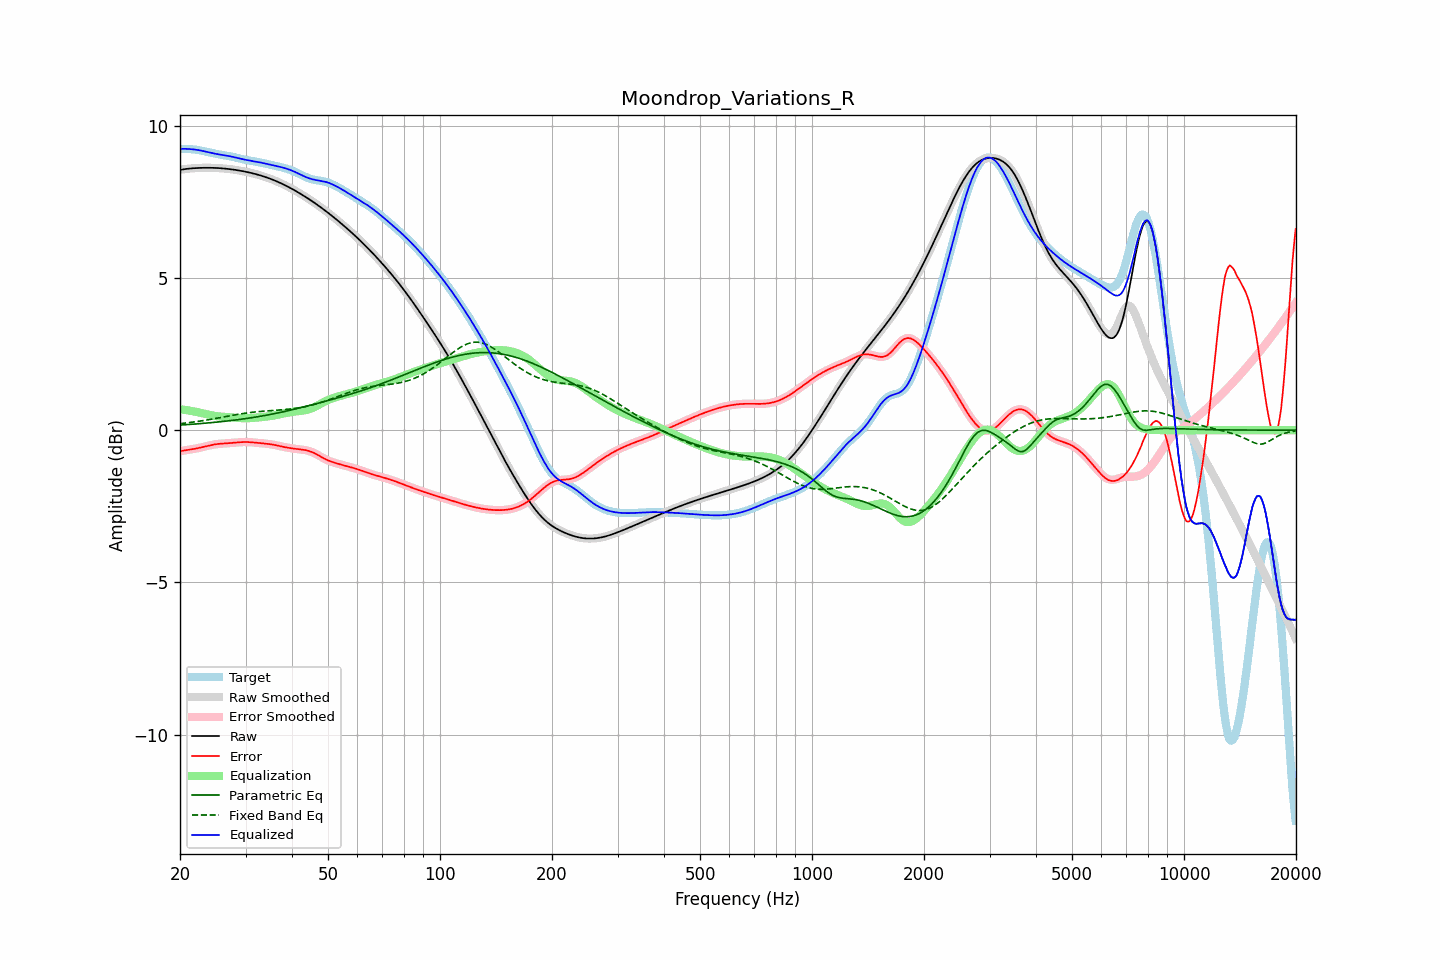 Moondrop_Variations_R
Amplitude (dBr)
10
5
0
−5
−10
Target
Raw Smoothed
Error Smoothed
Raw
Error
Equalization
Parametric Eq
Fixed Band Eq
Equalized
20 50 100 200 500 1000 2000 5000 10000 20000
Frequency (Hz)